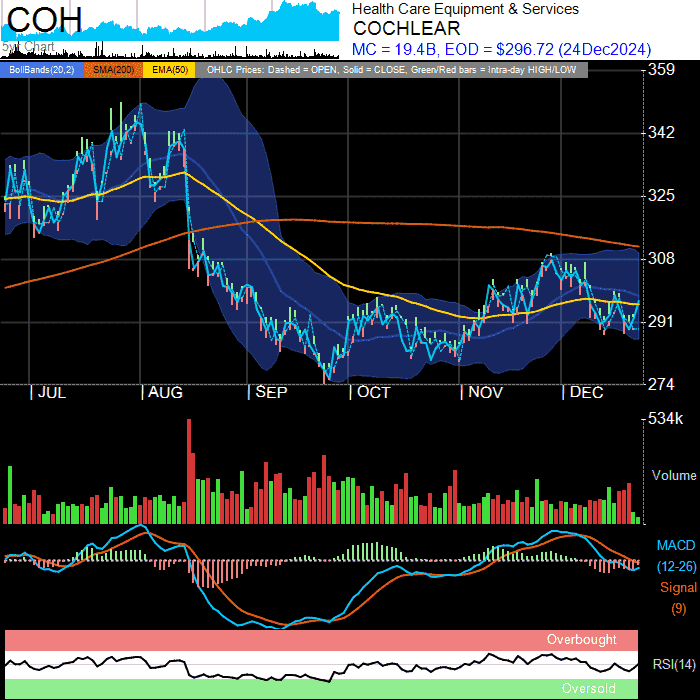 COH
5yr Chart
Health Care Equipment & Services
COCHLEAR
MC = 19.4B, EOD = $296.72 (24Dec2024)
BollBands(20,2) SMA(200) EMA(50) OHLC Prices: Dashed = OPEN, Solid = CLOSE, Green/Red bars = Intra-day HIGH/LOW
359
342
325
308
291
274
| JUL | AUG | SEP | OCT | NOV | DEC
534k
Volume
MACD
(12-26)
Signal
(9)
Overbought
RSI(14)
Oversold